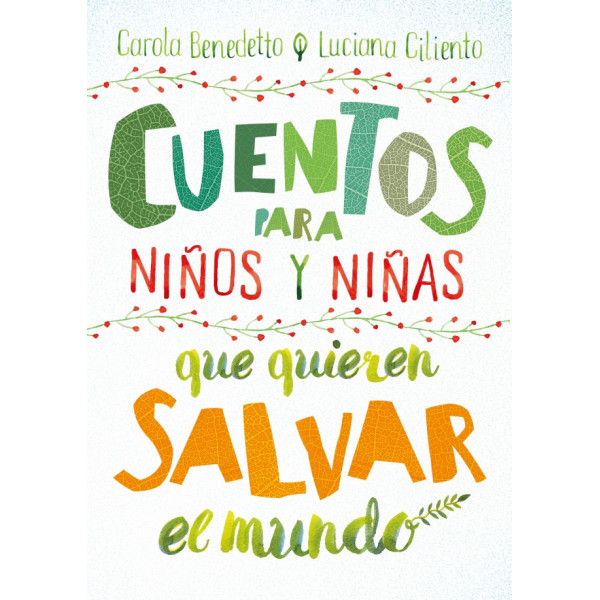 Carola Benedetto Luciana Ciliento
CUENTOS
PARA
NIÑOS Y NIÑAS
que quieren
SALVAR
el mundo